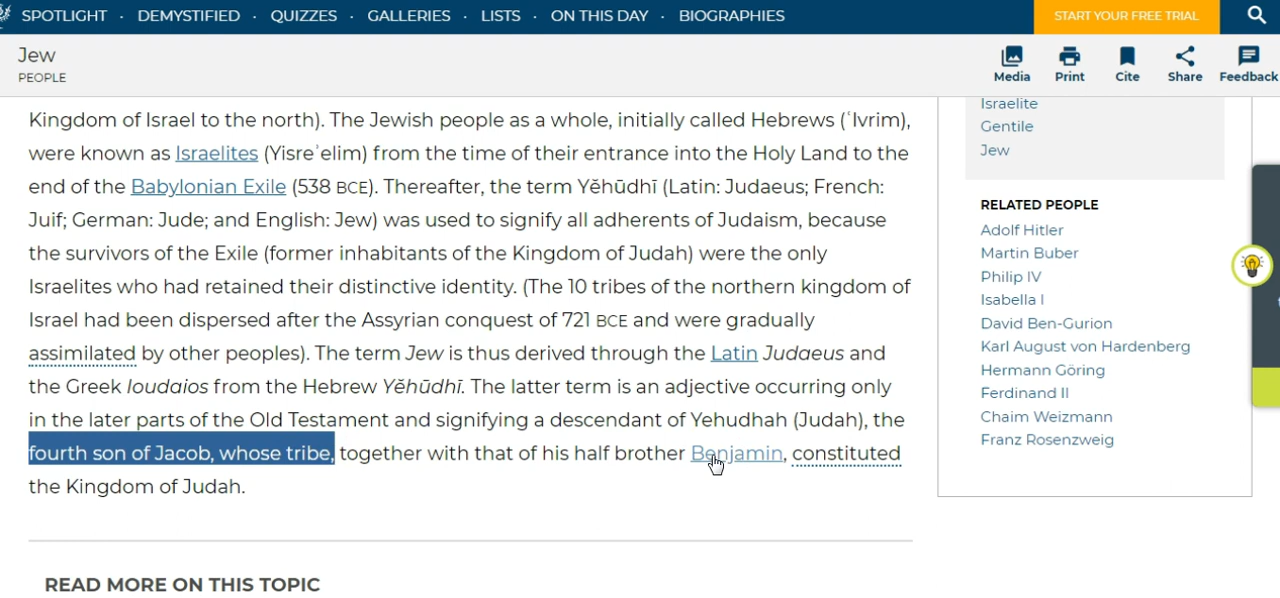 SPOTLIGHT · DEMYSTIFIED · QUIZZES · GALLERIES · LISTS · ON THIS DAY · BIOGRAPHIES START YOUR FREE TRIAL
Jew
PEOPLE
Media Print Cite Share Feedback
Kingdom of Israel to the north). The Jewish people as a whole, initially called Hebrews (ʿIvrim),
were known as Israelites (Yisreʾelim) from the time of their entrance into the Holy Land to the
end of the Babylonian Exile (538 BCE). Thereafter, the term Yĕhūdhī (Latin: Judaeus; French:
Juif; German: Jude; and English: Jew) was used to signify all adherents of Judaism, because
the survivors of the Exile (former inhabitants of the Kingdom of Judah) were the only
Israelites who had retained their distinctive identity. (The 10 tribes of the northern kingdom of
Israel had been dispersed after the Assyrian conquest of 721 BCE and were gradually
assimilated by other peoples). The term Jew is thus derived through the Latin Judaeus and
the Greek Ioudaios from the Hebrew Yĕhūdhī. The latter term is an adjective occurring only
in the later parts of the Old Testament and signifying a descendant of Yehudhah (Judah), the
fourth son of Jacob, whose tribe, together with that of his half brother Benjamin, constituted
the Kingdom of Judah.
READ MORE ON THIS TOPIC
Israelite
Gentile
Jew
RELATED PEOPLE
Adolf Hitler
Martin Buber
Philip IV
Isabella I
David Ben-Gurion
Karl August von Hardenberg
Hermann Göring
Ferdinand II
Chaim Weizmann
Franz Rosenzweig